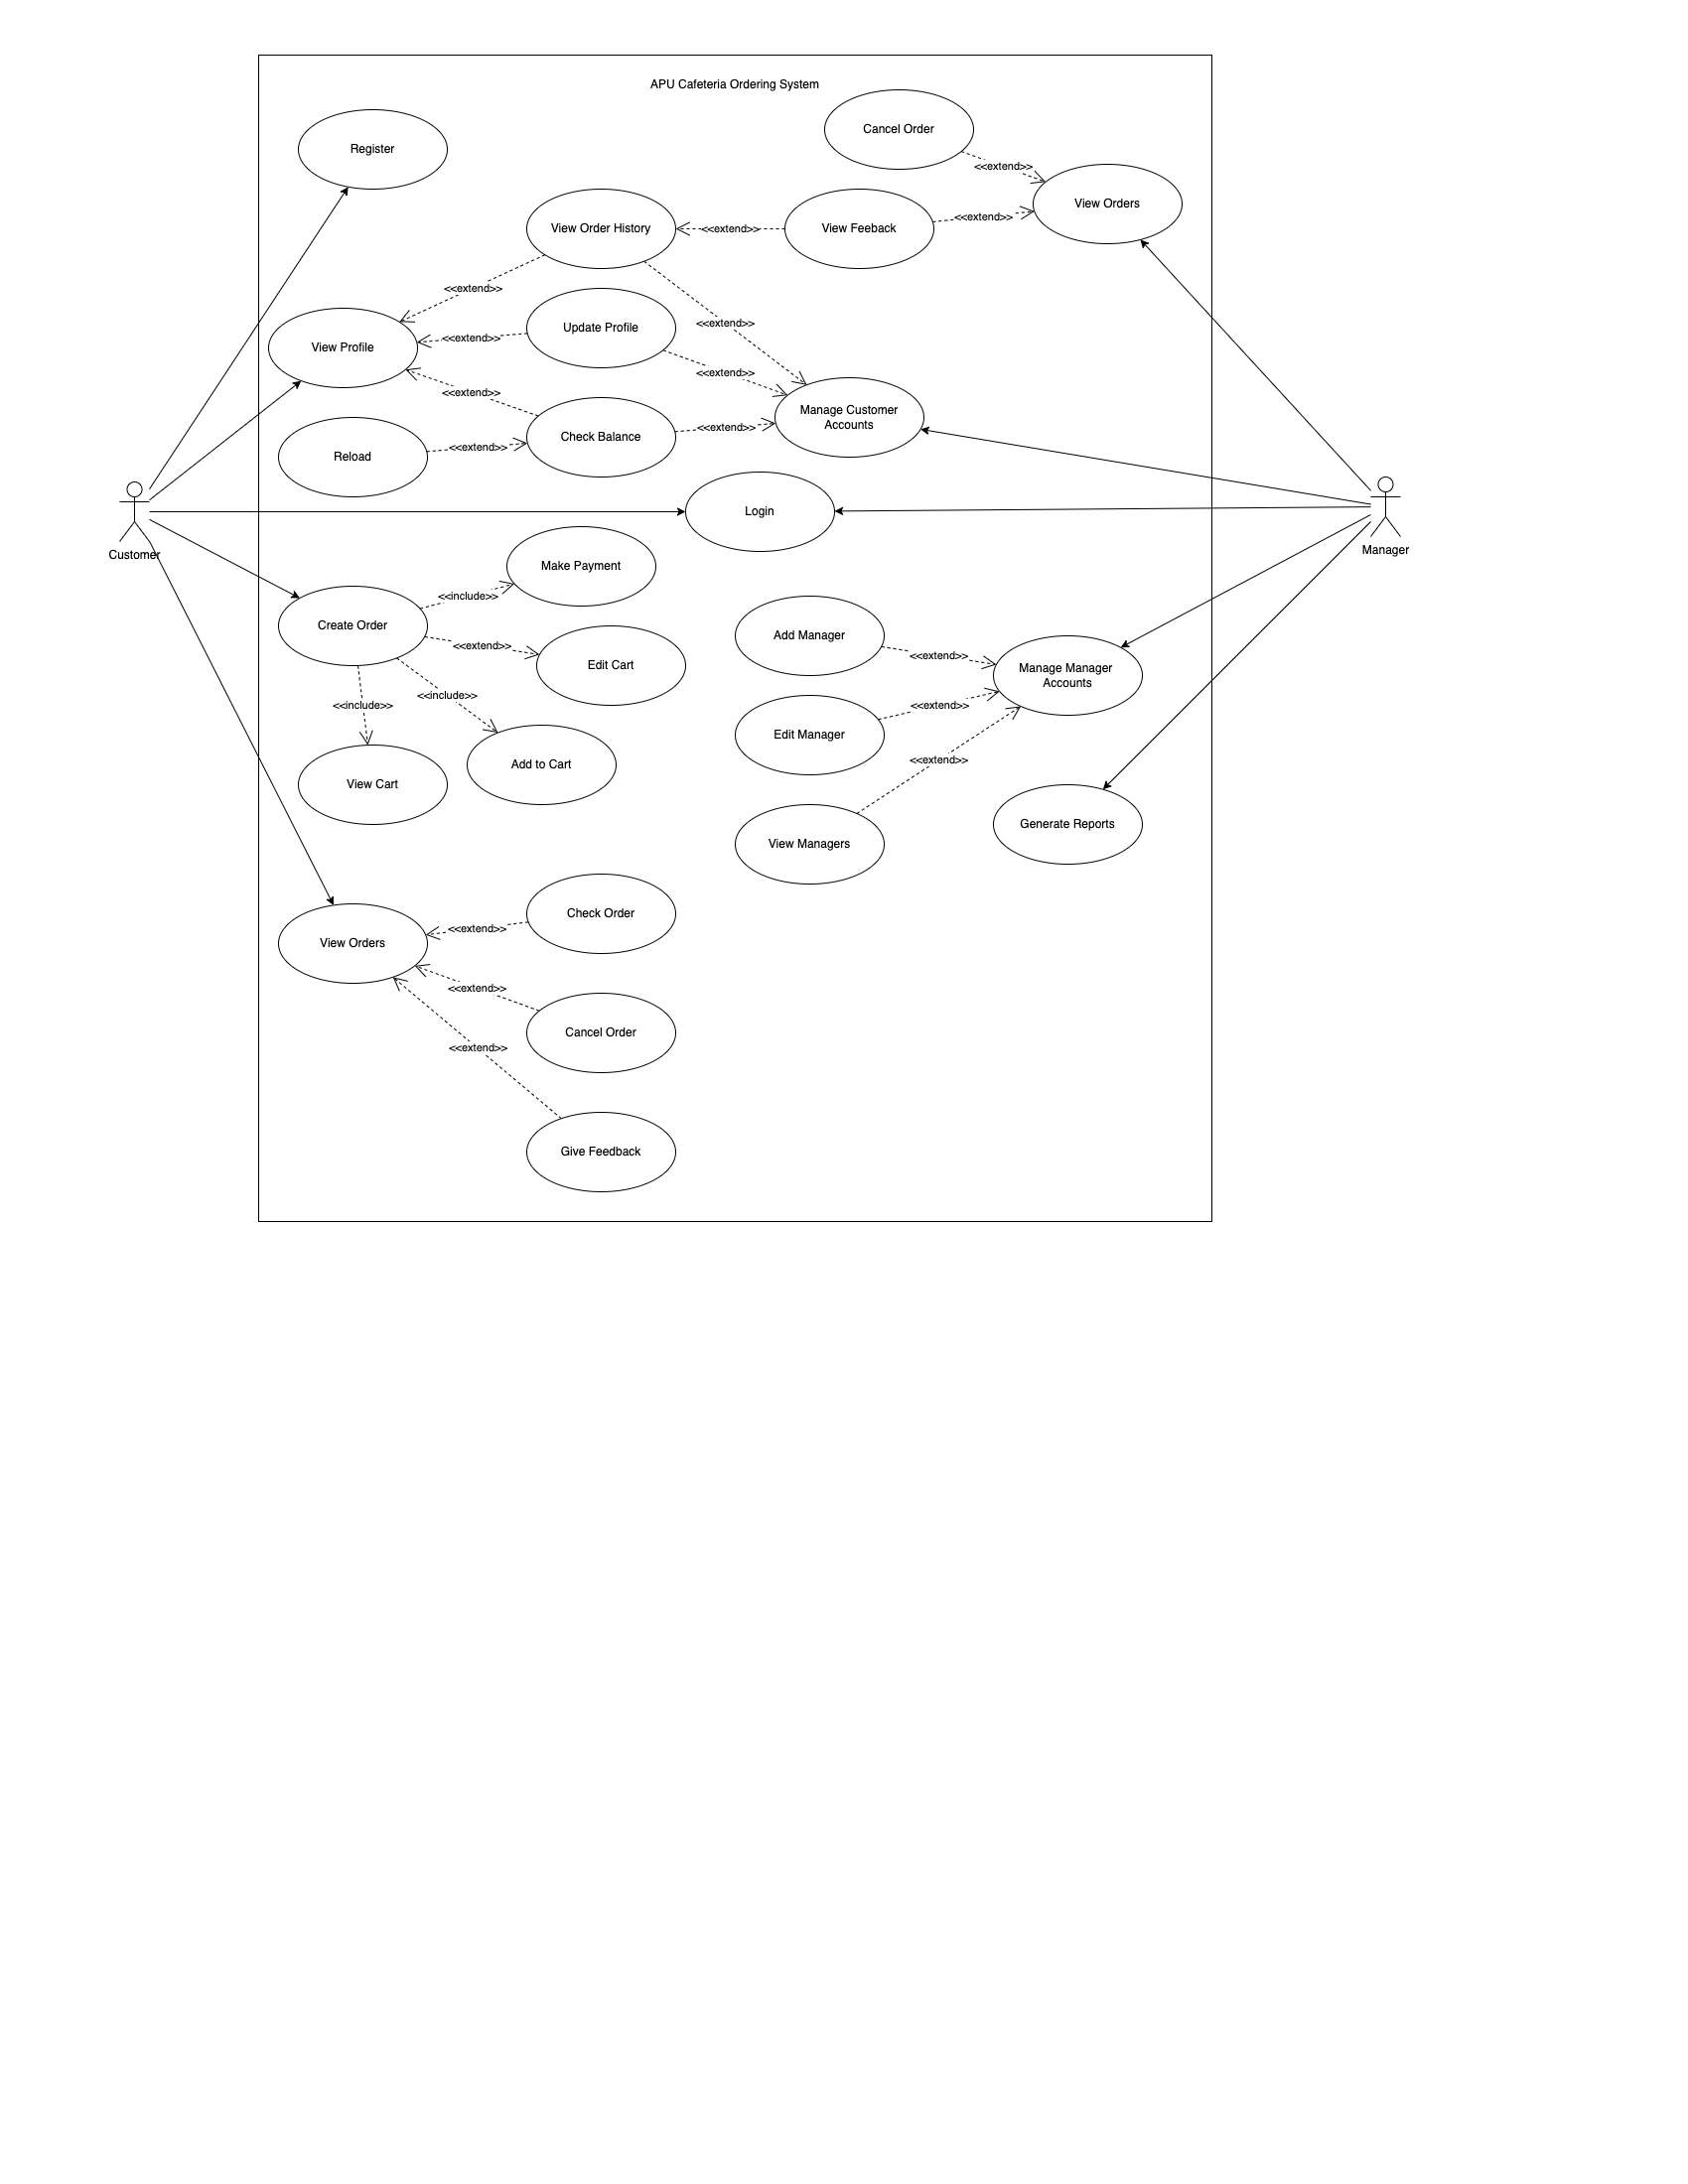 APU Cafeteria Ordering System
Cancel Order
Register
<<extend>>
View Orders
View Order History
<<extend>>
View Feeback
<<extend>>
<<extend>>
Update Profile
<<extend>>
<<extend>>
View Profile
<<extend>>
<<extend>>
Manage Customer
Accounts
<<extend>>
Check Balance
<<extend>>
Reload
<<extend>>
Login
Customer
Manager
Make Payment
<<include>>
Create Order
Add Manager
<<extend>>
Edit Cart
<<extend>>
Manage Manager
Accounts
<<include>>
<<include>>
<<extend>>
Edit Manager
<<extend>>
Add to Cart
View Cart
Generate Reports
View Managers
Check Order
<<extend>>
View Orders
<<extend>>
Cancel Order
<<extend>>
Give Feedback